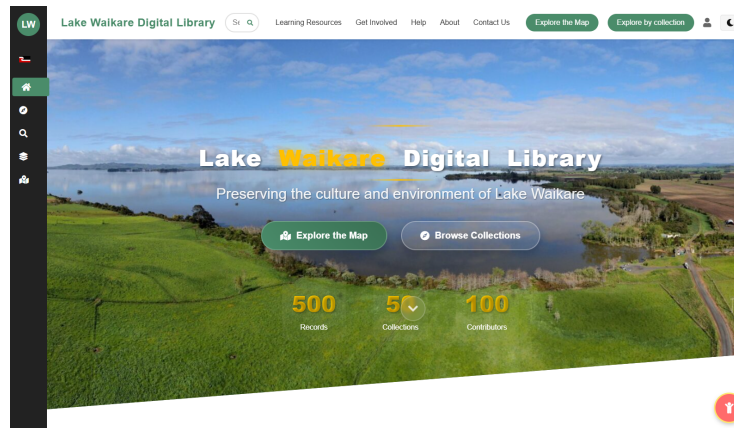 LW
Lake Waikare Digital Library
Learning Resources
Get Involved
Help
About
Contact Us
Explore the Map
Explore by collection
Lake Waikare Digital Library
Preserving the culture and environment of Lake Waikare
Explore the Map
Browse Collections
500
100
Records
Collections
Contributors